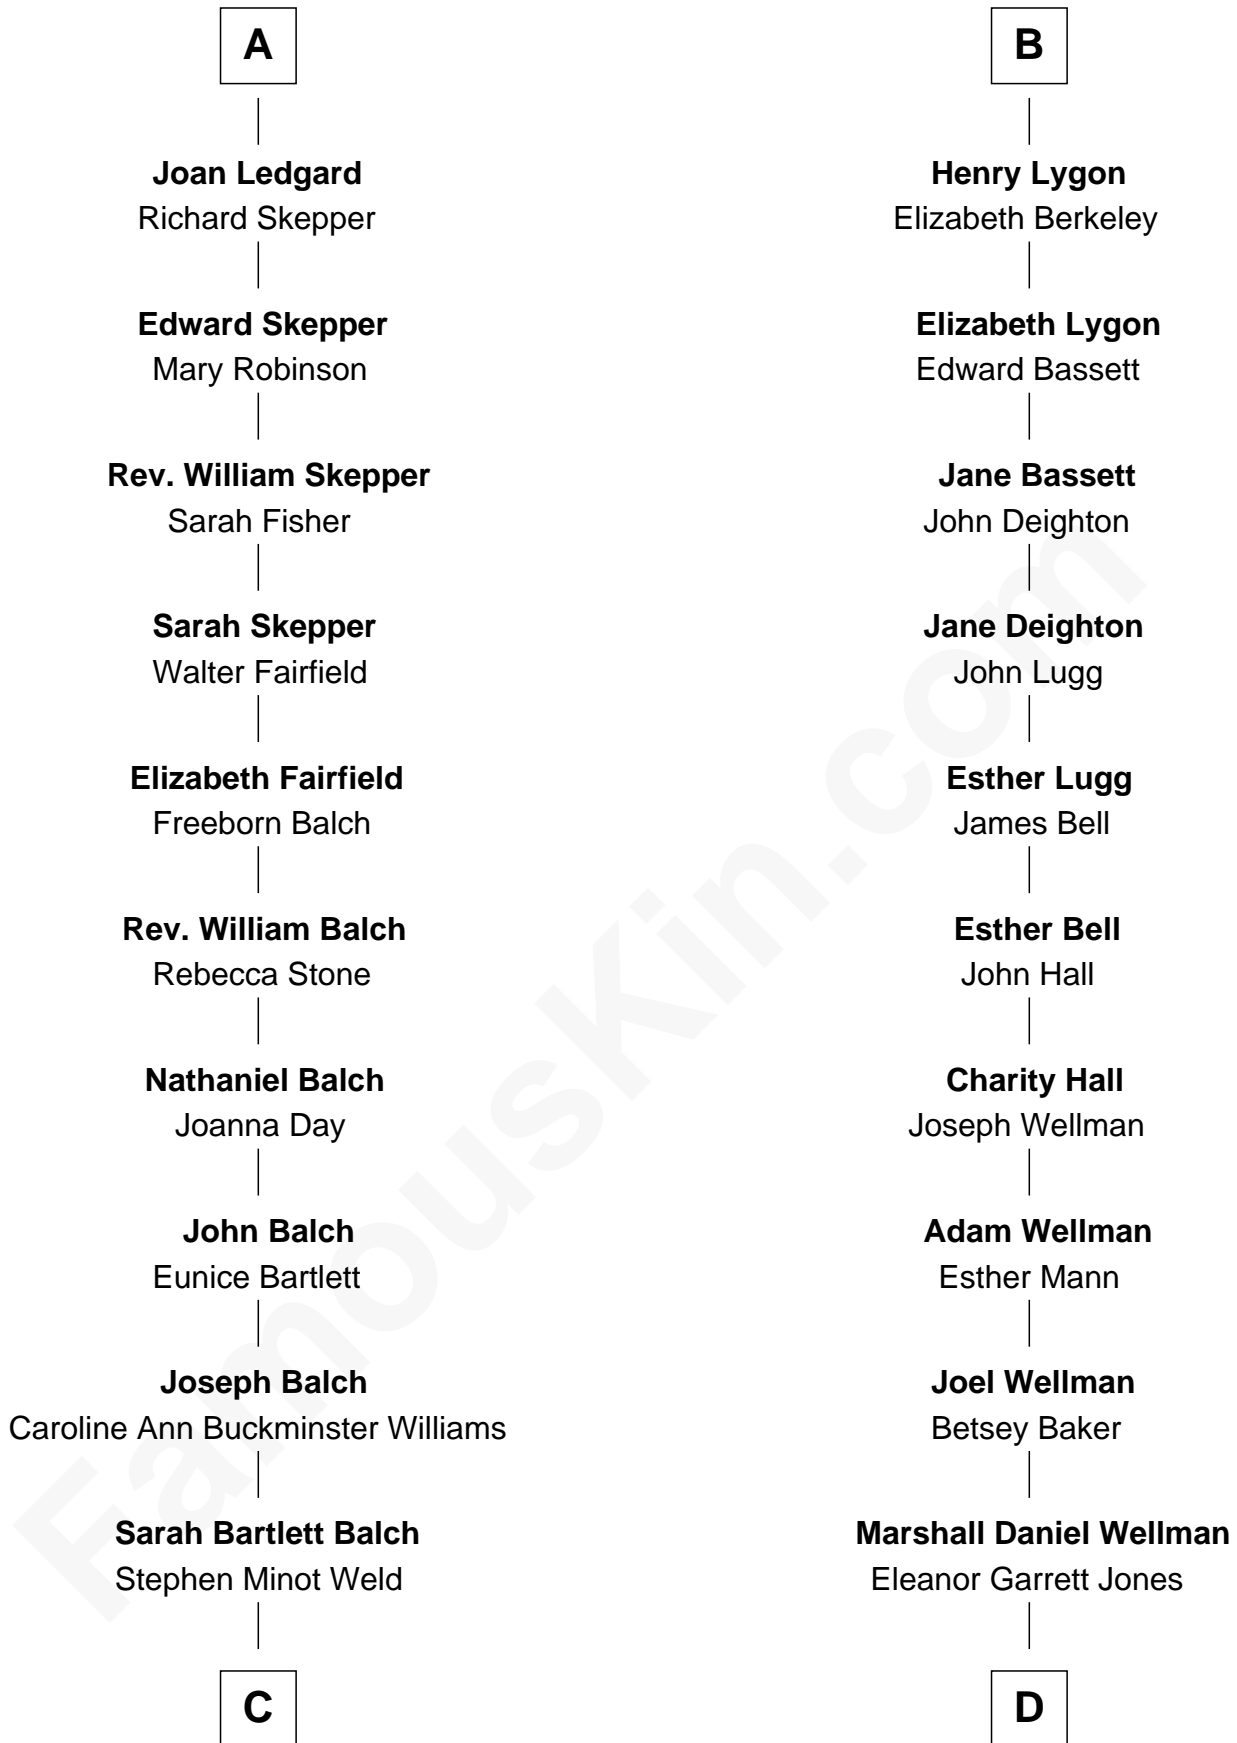 A
Joan Ledgard
Richard Skepper
Edward Skepper
Mary Robinson
Rev. William Skepper
Sarah Fisher
Sarah Skepper
Walter Fairfield
Elizabeth Fairfield
Freeborn Balch
Rev. William Balch
Rebecca Stone
Nathaniel Balch
Joanna Day
John Balch
Eunice Bartlett
Joseph Balch
Caroline Ann Buckminster Williams
Sarah Bartlett Balch
Stephen Minot Weld
C
B
Henry Lygon
Elizabeth Berkeley
Elizabeth Lygon
Edward Bassett
Jane Bassett
John Deighton
Jane Deighton
John Lugg
Esther Lugg
James Bell
Esther Bell
John Hall
Charity Hall
Joseph Wellman
Adam Wellman
Esther Mann
Joel Wellman
Betsey Baker
Marshall Daniel Wellman
Eleanor Garrett Jones
D
FamousKin.com